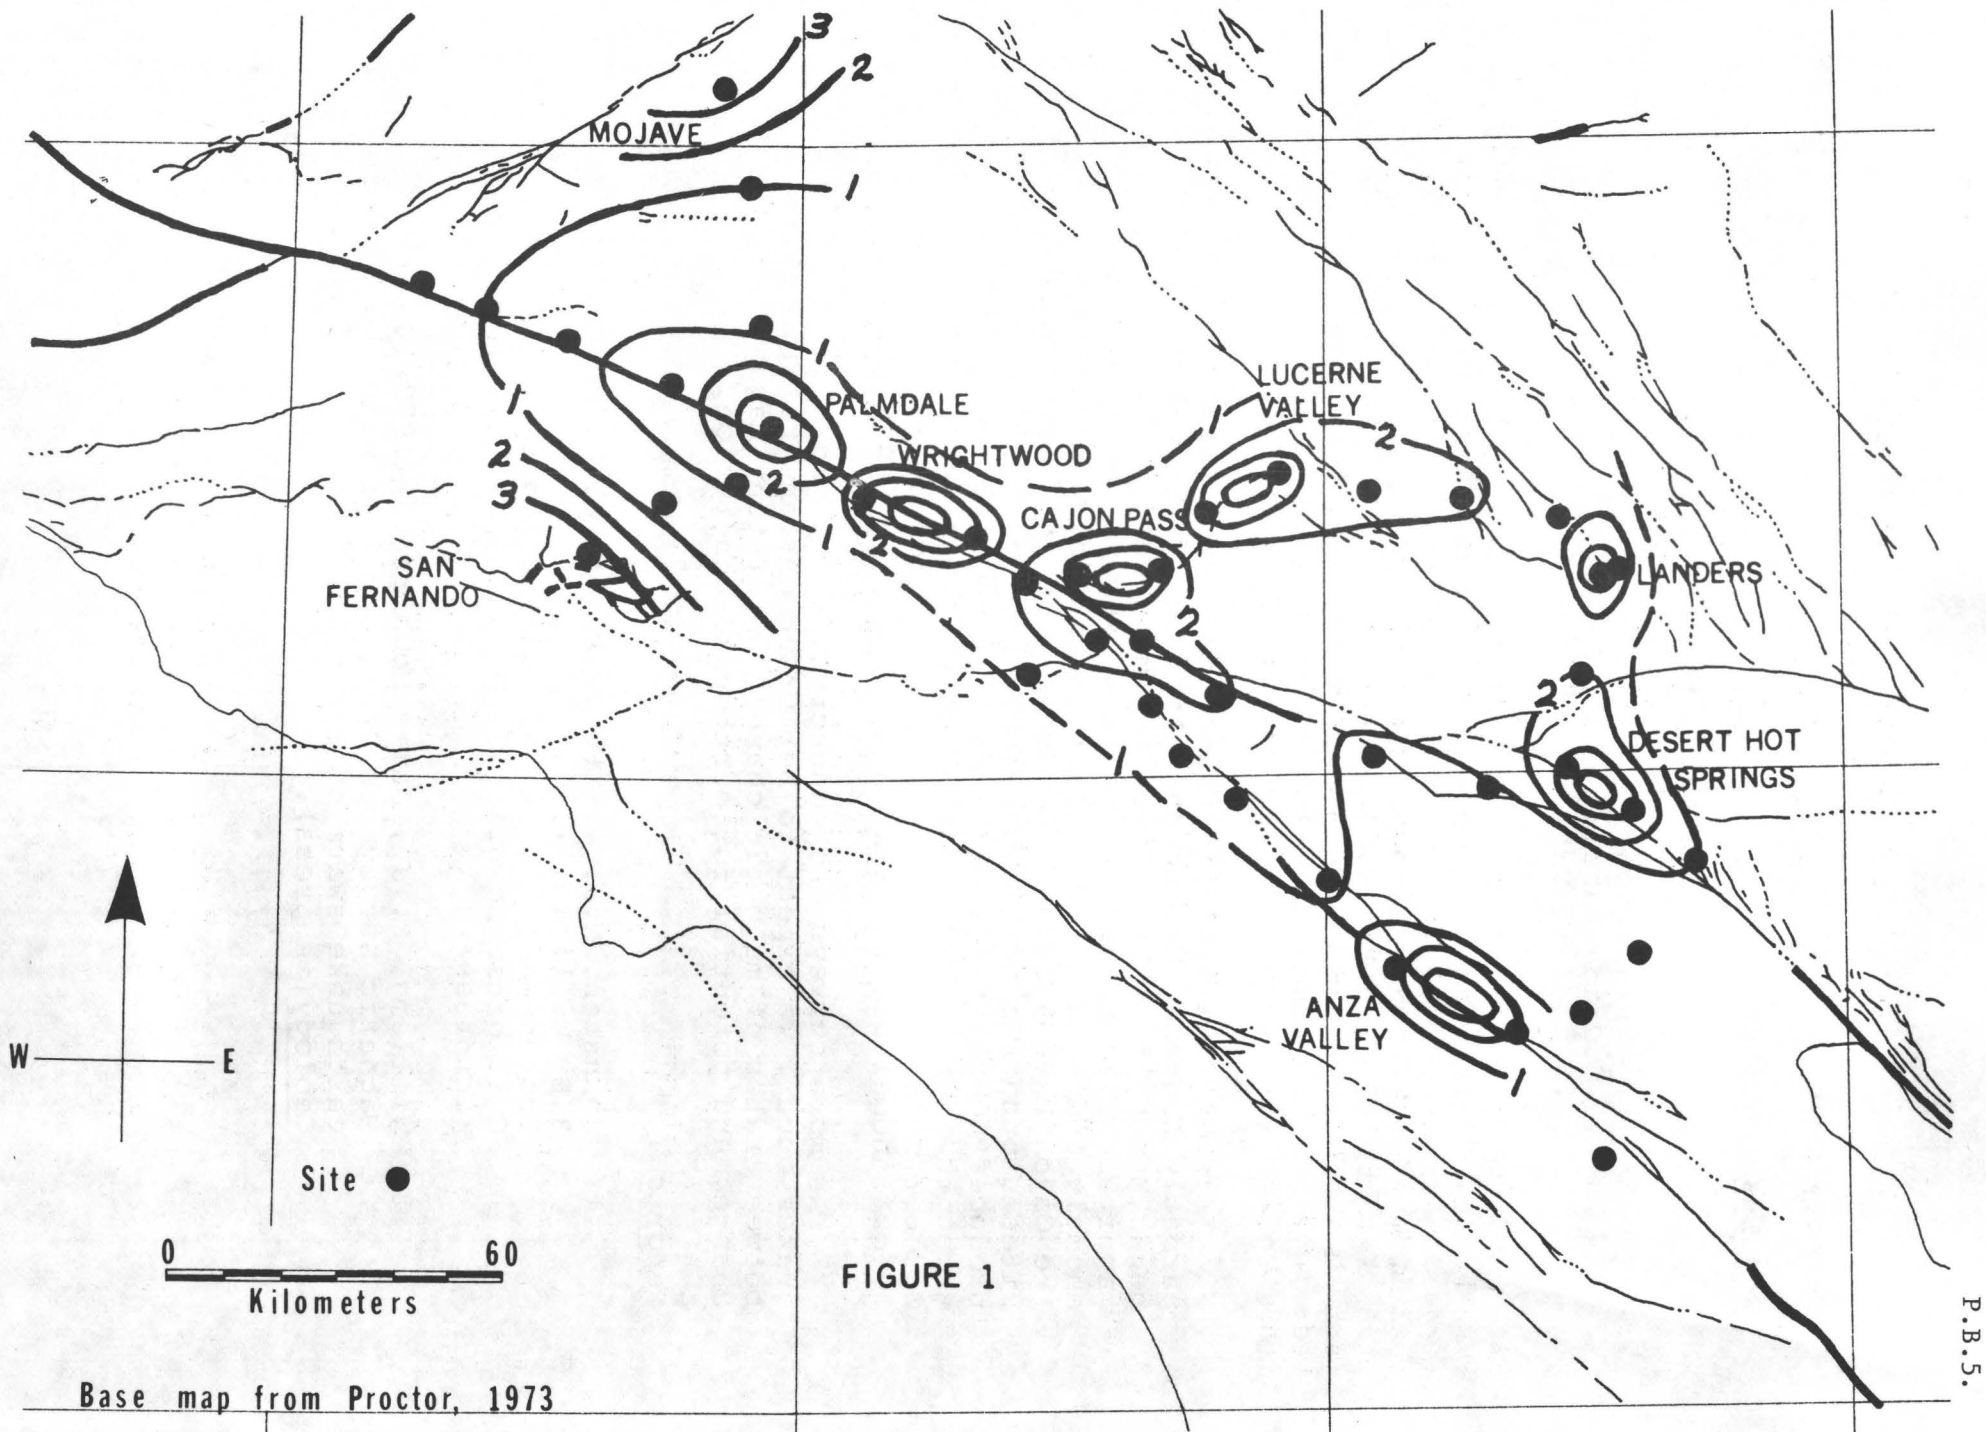 3
2
MOJAVE
1
LUCERNE
VALLEY
1
PALMDALE
1
1
2
WRIGHTWOOD
2
2
3
CAJON PASS
1
2
SAN
FERNANDO
LANDERS
2
2
DESERT HOT
SPRINGS
1
ANZA
VALLEY
W E
1
Site
0 60
Kilometers
FIGURE 1
Base map from Proctor, 1973
P.B.5.